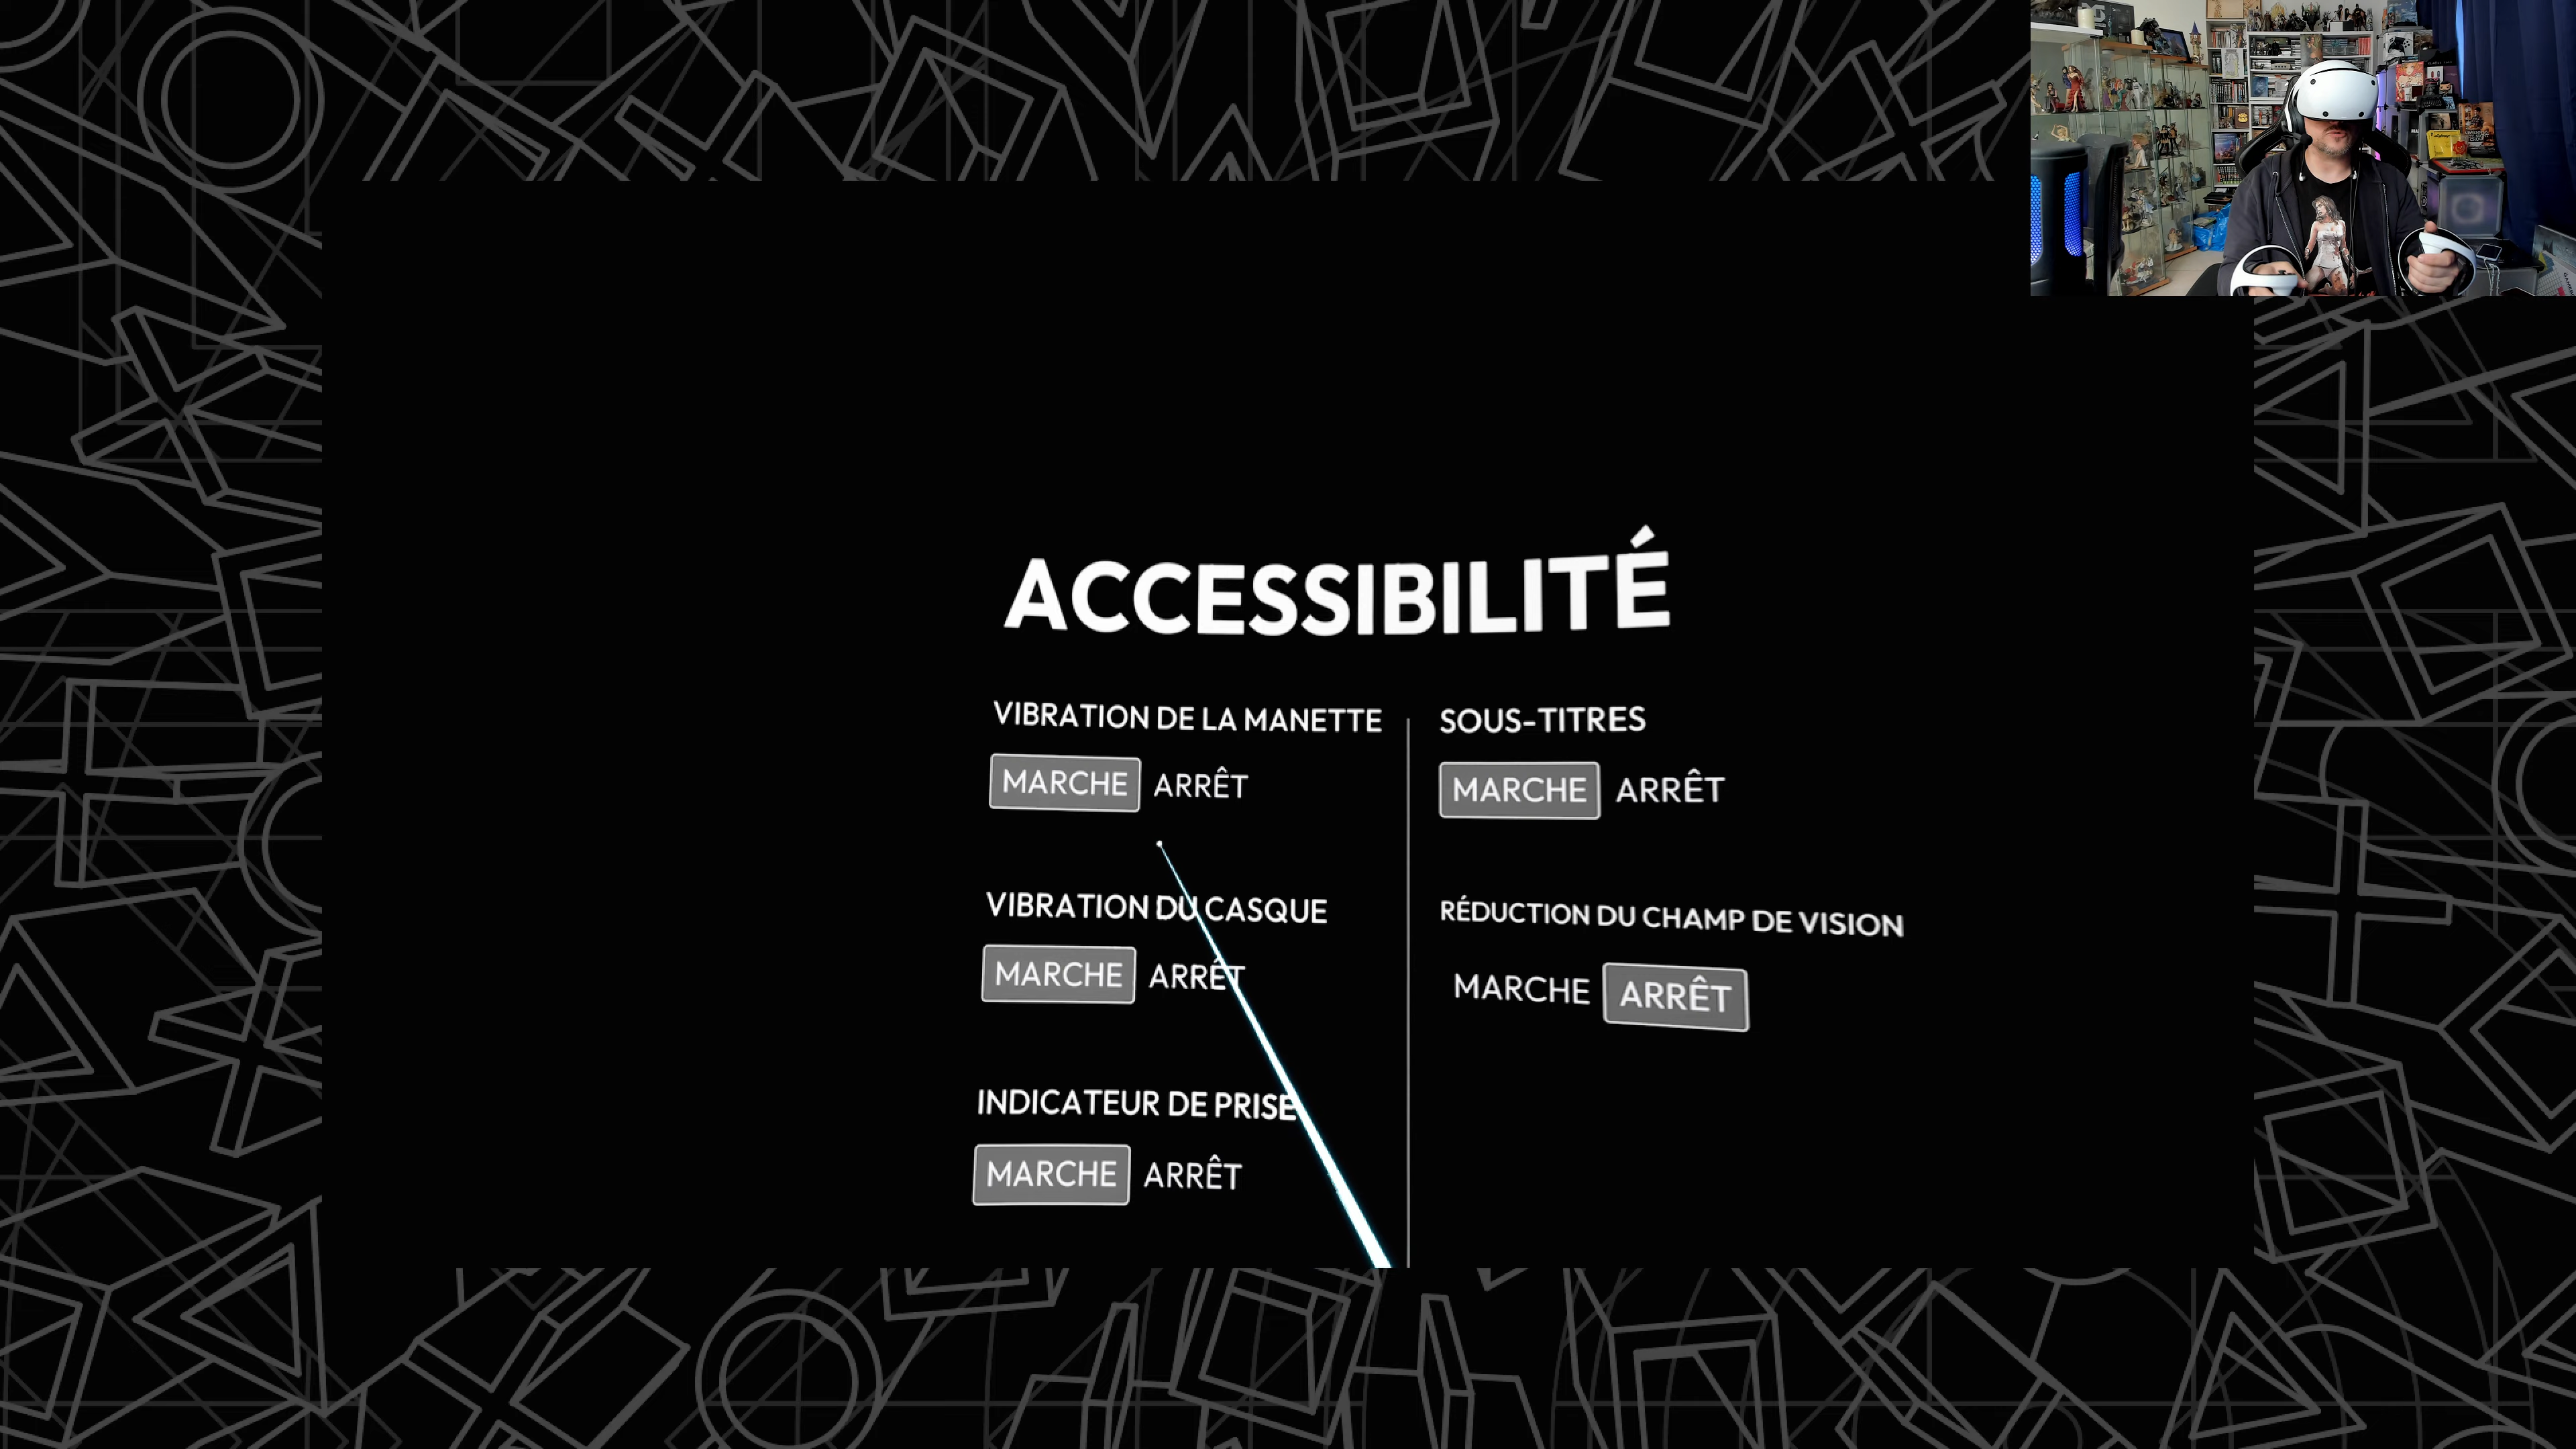 ACCESSIBILITÉ
VIBRATION DE LA MANETTE
MARCHE ARRÊT
VIBRATION DU CASQUE
MARCHE ARRÊT
INDICATEUR DE PRISE
MARCHE ARRÊT
SOUS-TITRES
MARCHE ARRÊT
RÉDUCTION DU CHAMP DE VISION
MARCHE ARRÊT